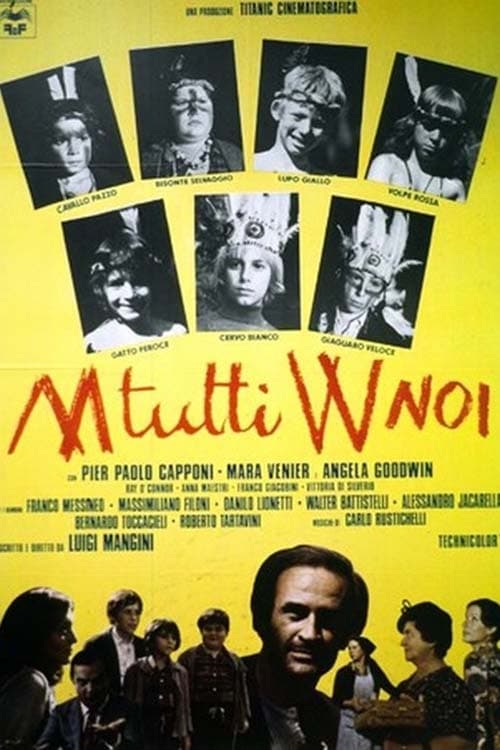 UNA PRODUZIONE TITANIC CINEMATOGRAFICA
CAVALLO PAZZO
BISONTE SELVAGGIO
LUPO GIALLO
VOLPE ROSSA
GATTO FEROCE
CERVO BIANCO
GIAGUARO VELOCE
M tutti W NOI
CON PIER PAOLO CAPPONI - MARA VENIER E ANGELA GOODWIN
RAY O'CONNOR - ANNA MAESTRI - FRANCO GIACOBINI - VITTORIA DI SILVERIO
FRANCO MESSINEO - MASSIMILIANO FILONI - DANILO LIONETTI - WALTER BATTISTELLI - ALESSANDRO JACARELL
BERNARDO TOCCACIELI - ROBERTO TARTAVINI MUSICHE DI CARLO RUSTICHELLI
SCRITTO E DIRETTO DA LUIGI MANGINI TECHNICOLOR